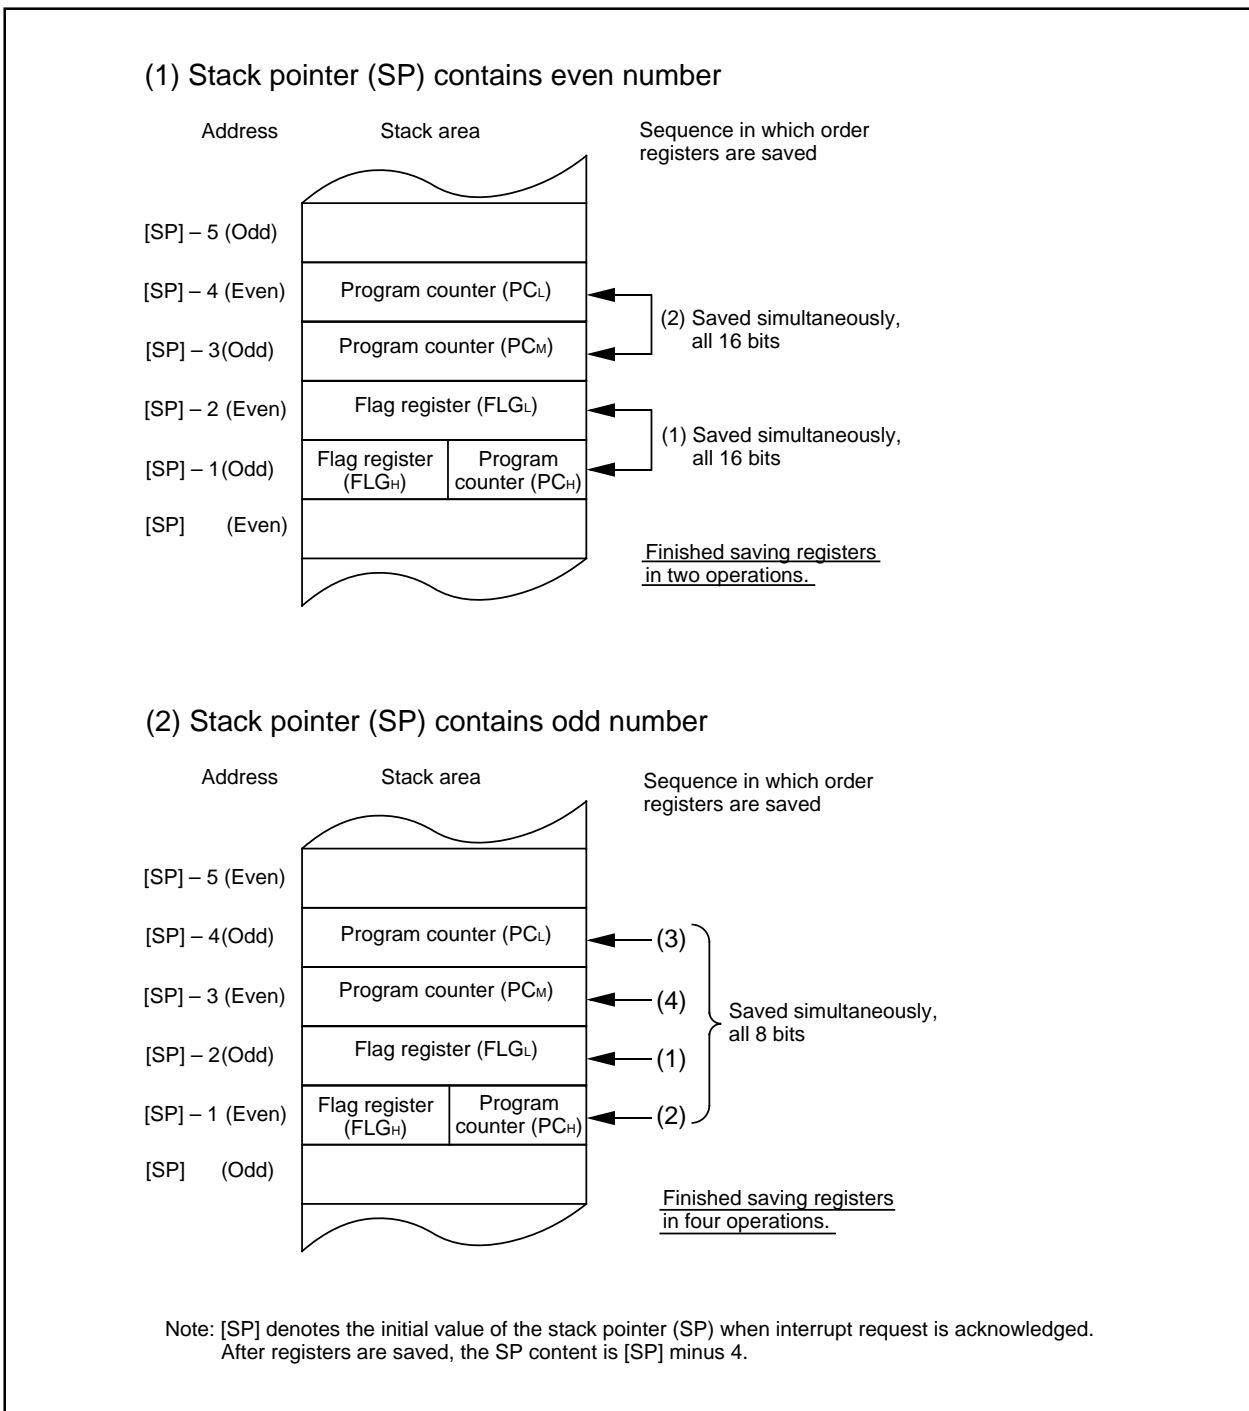 (1) Stack pointer (SP) contains even number
Address Stack area Sequence in which order
registers are saved
[SP] – 5 (Odd)
[SP] – 4 (Even) Program counter (PCL)
(2) Saved simultaneously,
all 16 bits
[SP] – 3(Odd) Program counter (PCM)
[SP] – 2 (Even) Flag register (FLGL)
(1) Saved simultaneously,
all 16 bits
[SP] – 1(Odd) Flag register
(FLGH) Program
counter (PCH)
[SP] (Even)
Finished saving registers
in two operations.
(2) Stack pointer (SP) contains odd number
Address Stack area Sequence in which order
registers are saved
[SP] – 5 (Even)
[SP] – 4(Odd) Program counter (PCL) (3)
[SP] – 3 (Even) Program counter (PCM) (4)
Saved simultaneously,
all 8 bits
[SP] – 2(Odd) Flag register (FLGL) (1)
[SP] – 1 (Even) Flag register
(FLGH) Program
counter (PCH) (2)
[SP] (Odd)
Finished saving registers
in four operations.
Note: [SP] denotes the initial value of the stack pointer (SP) when interrupt request is acknowledged.
After registers are saved, the SP content is [SP] minus 4.